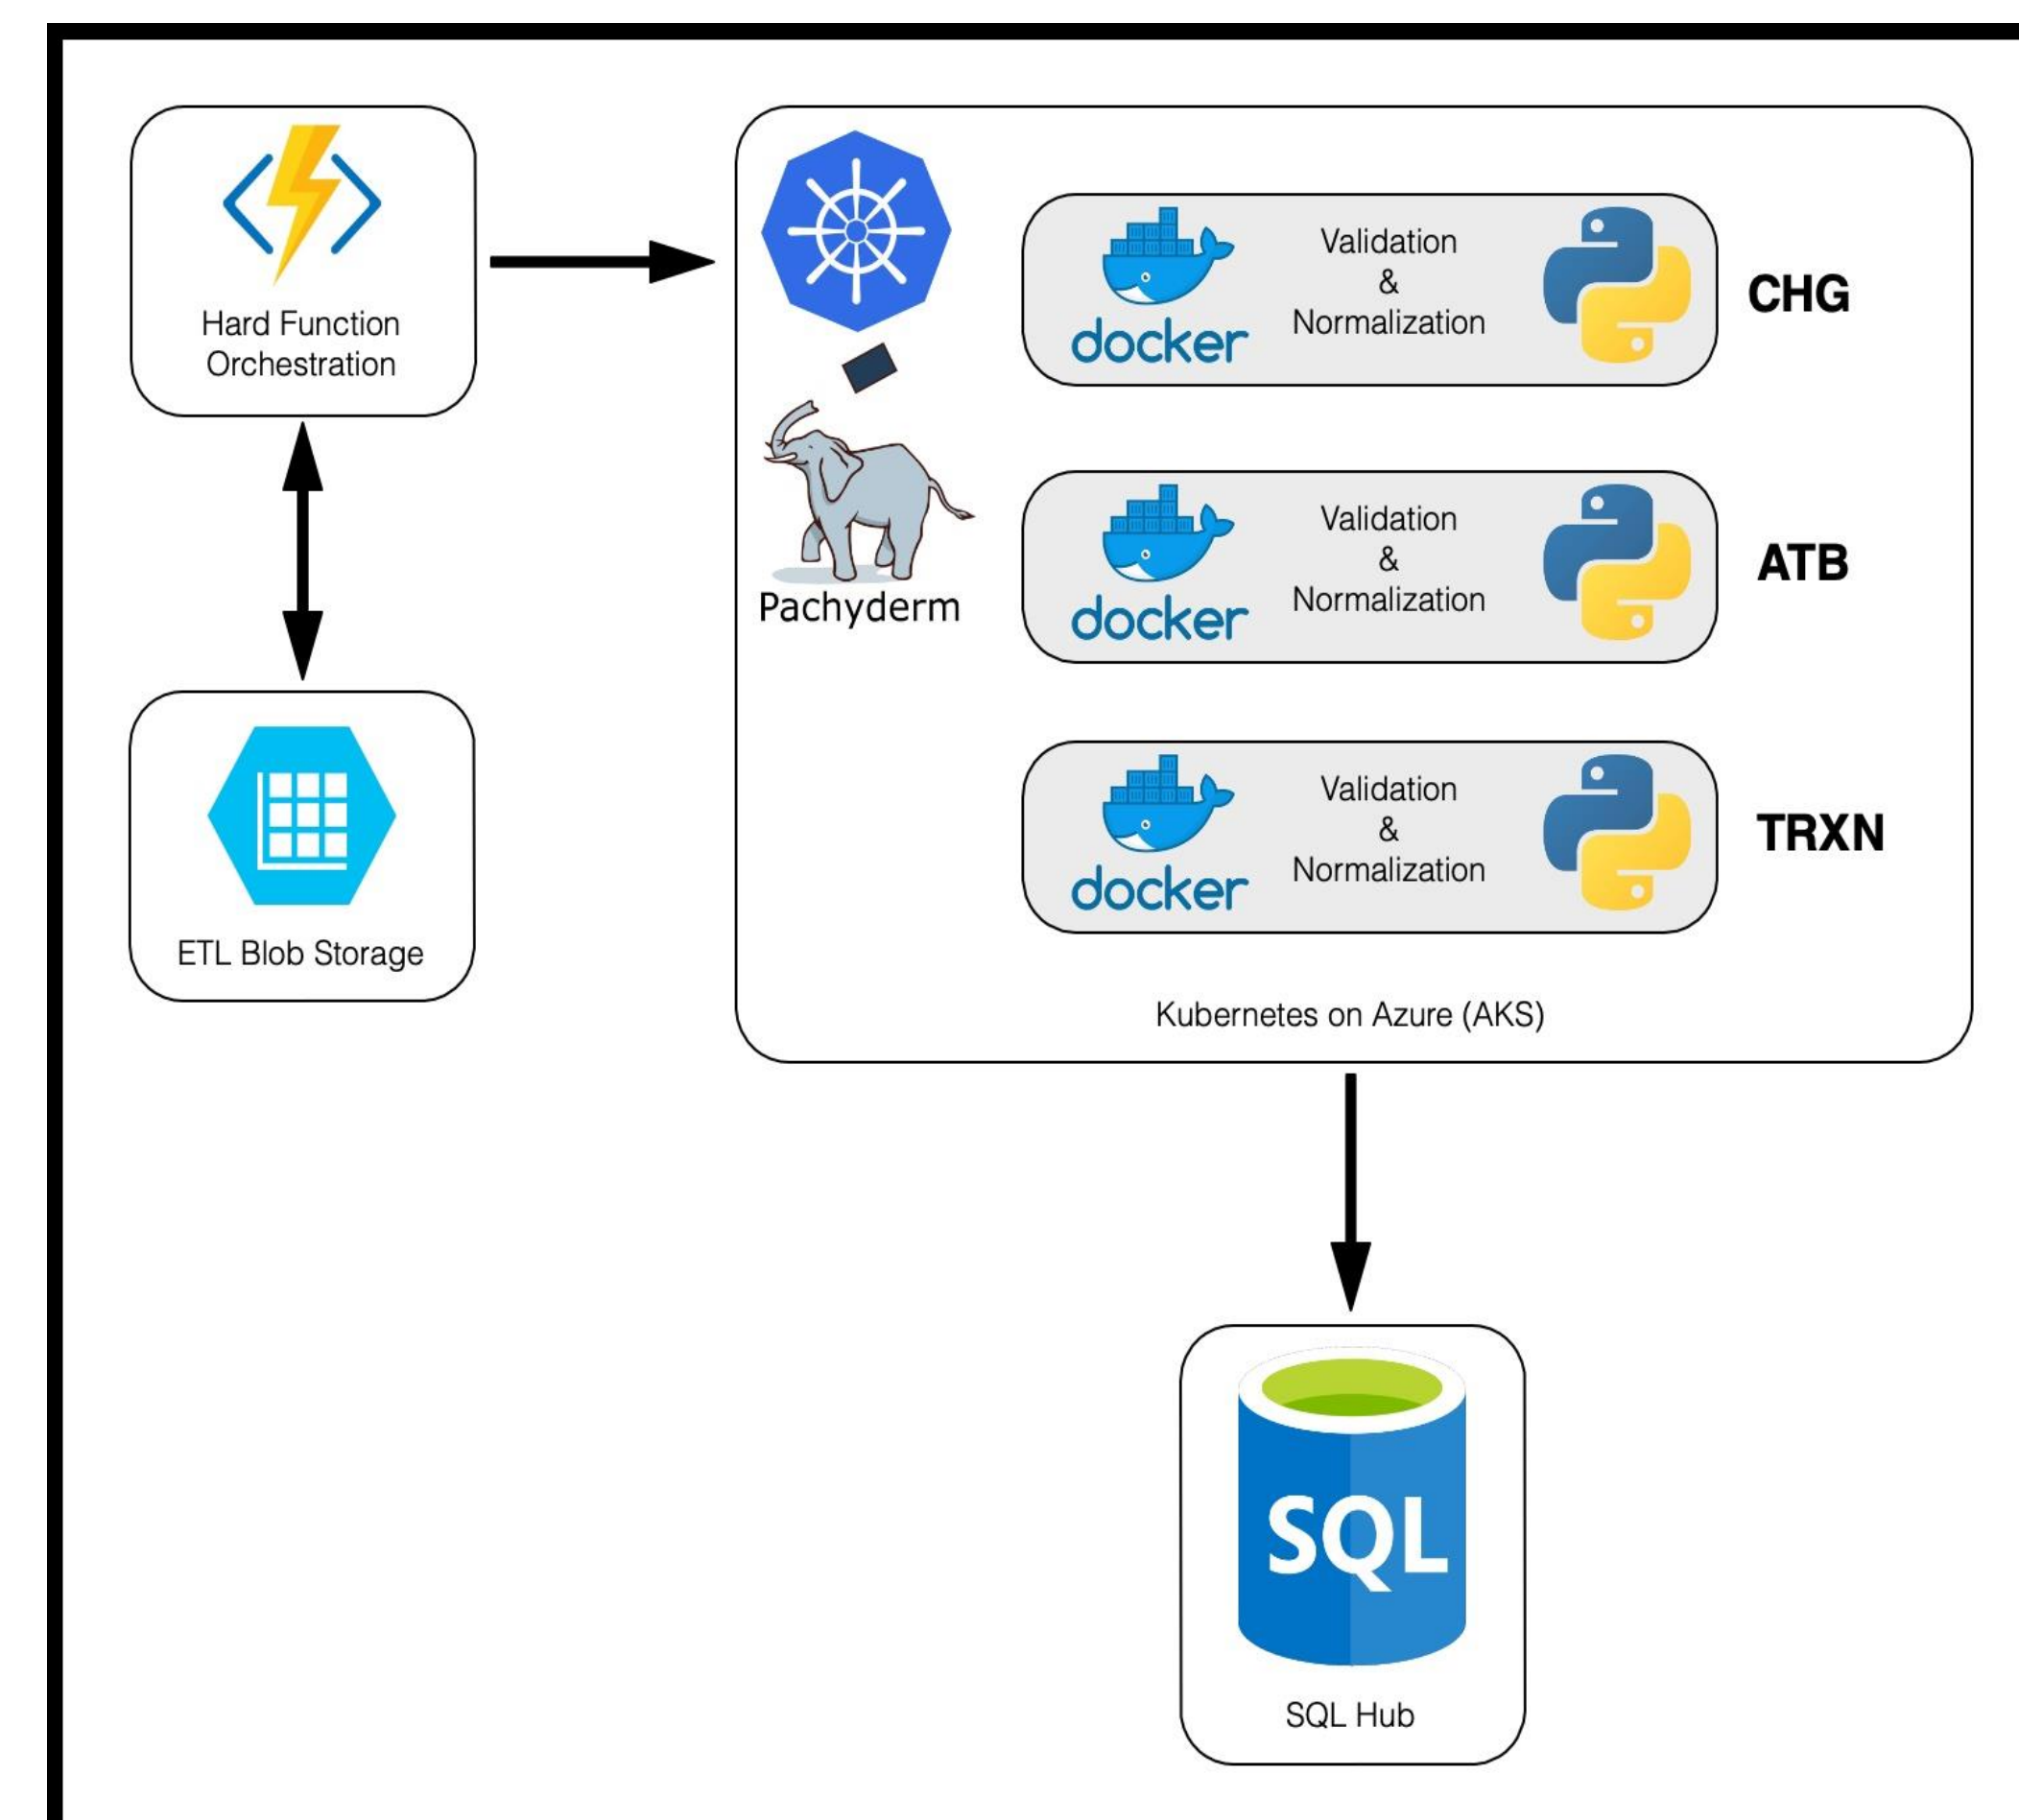 Hard Function
Orchestration
ETL Blob Storage
Pachyderm
docker
Validation
&
Normalization
CHG
docker
Validation
&
Normalization
ATB
docker
Validation
&
Normalization
TRXN
Kubernetes on Azure (AKS)
SQL
SQL Hub